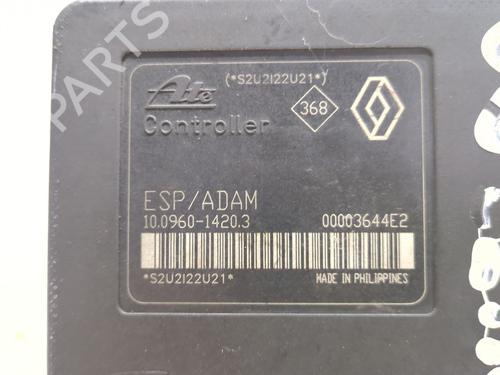 (*S2U2I22U21*)
Ate
368
Controller
ESP/ADAM
10.0960-1420.3
00003644E2
*S2U2I22U21*
MADE IN PHILIPPINES
PARTS